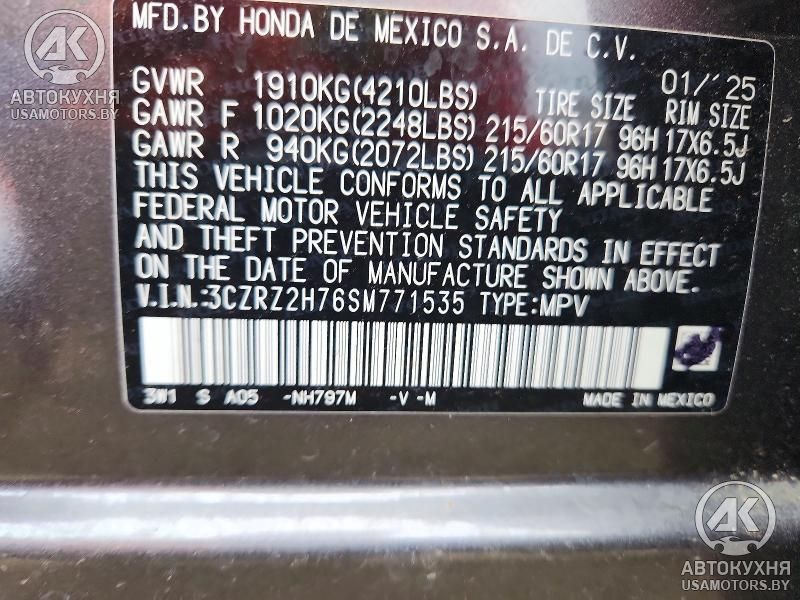 MFD.BY HONDA DE MEXICO S.A. DE C.V.
01/'25
GVWR 1910KG(4210LBS) TIRE SIZE RIM SIZE
GAWR F 1020KG(2248LBS) 215/60R17 96H 17X6.5J
GAWR R 940KG(2072LBS) 215/60R17 96H 17X6.5J
THIS VEHICLE CONFORMS TO ALL APPLICABLE
FEDERAL MOTOR VEHICLE SAFETY
AND THEFT PREVENTION STANDARDS IN EFFECT
ON THE DATE OF MANUFACTURE SHOWN ABOVE.
V.I.N.:3CZRZ2H76SM771535 TYPE:MPV
3W1 S A05 -NH797M -V -M MADE IN MEXICO
АК
АВТОКУХНЯ
USAMOTORS.BY
АК
АВТОКУХНЯ
USAMOTORS.BY